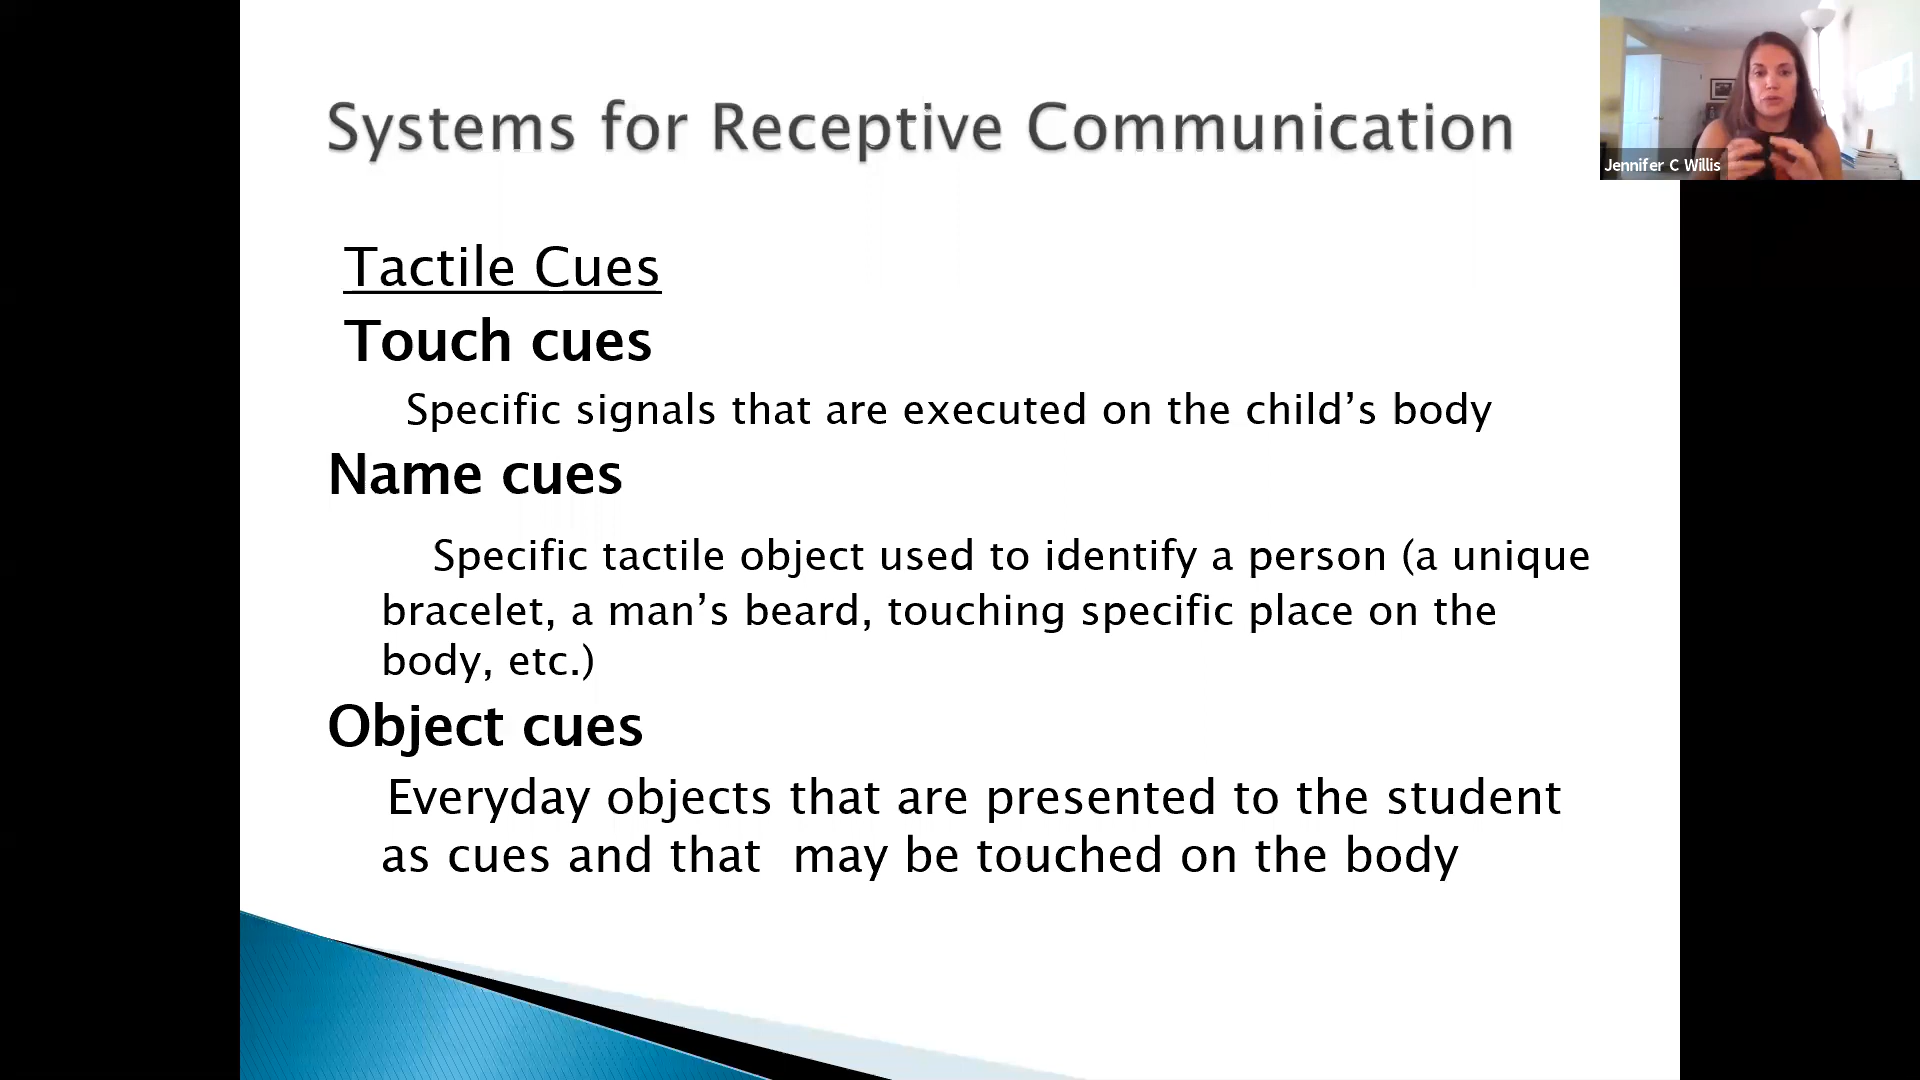 Systems for Receptive Communication
Jennifer C Willis
Tactile Cues
Touch cues
Specific signals that are executed on the child’s body
Name cues
Specific tactile object used to identify a person (a unique
bracelet, a man’s beard, touching specific place on the
body, etc.)
Object cues
Everyday objects that are presented to the student
as cues and that may be touched on the body